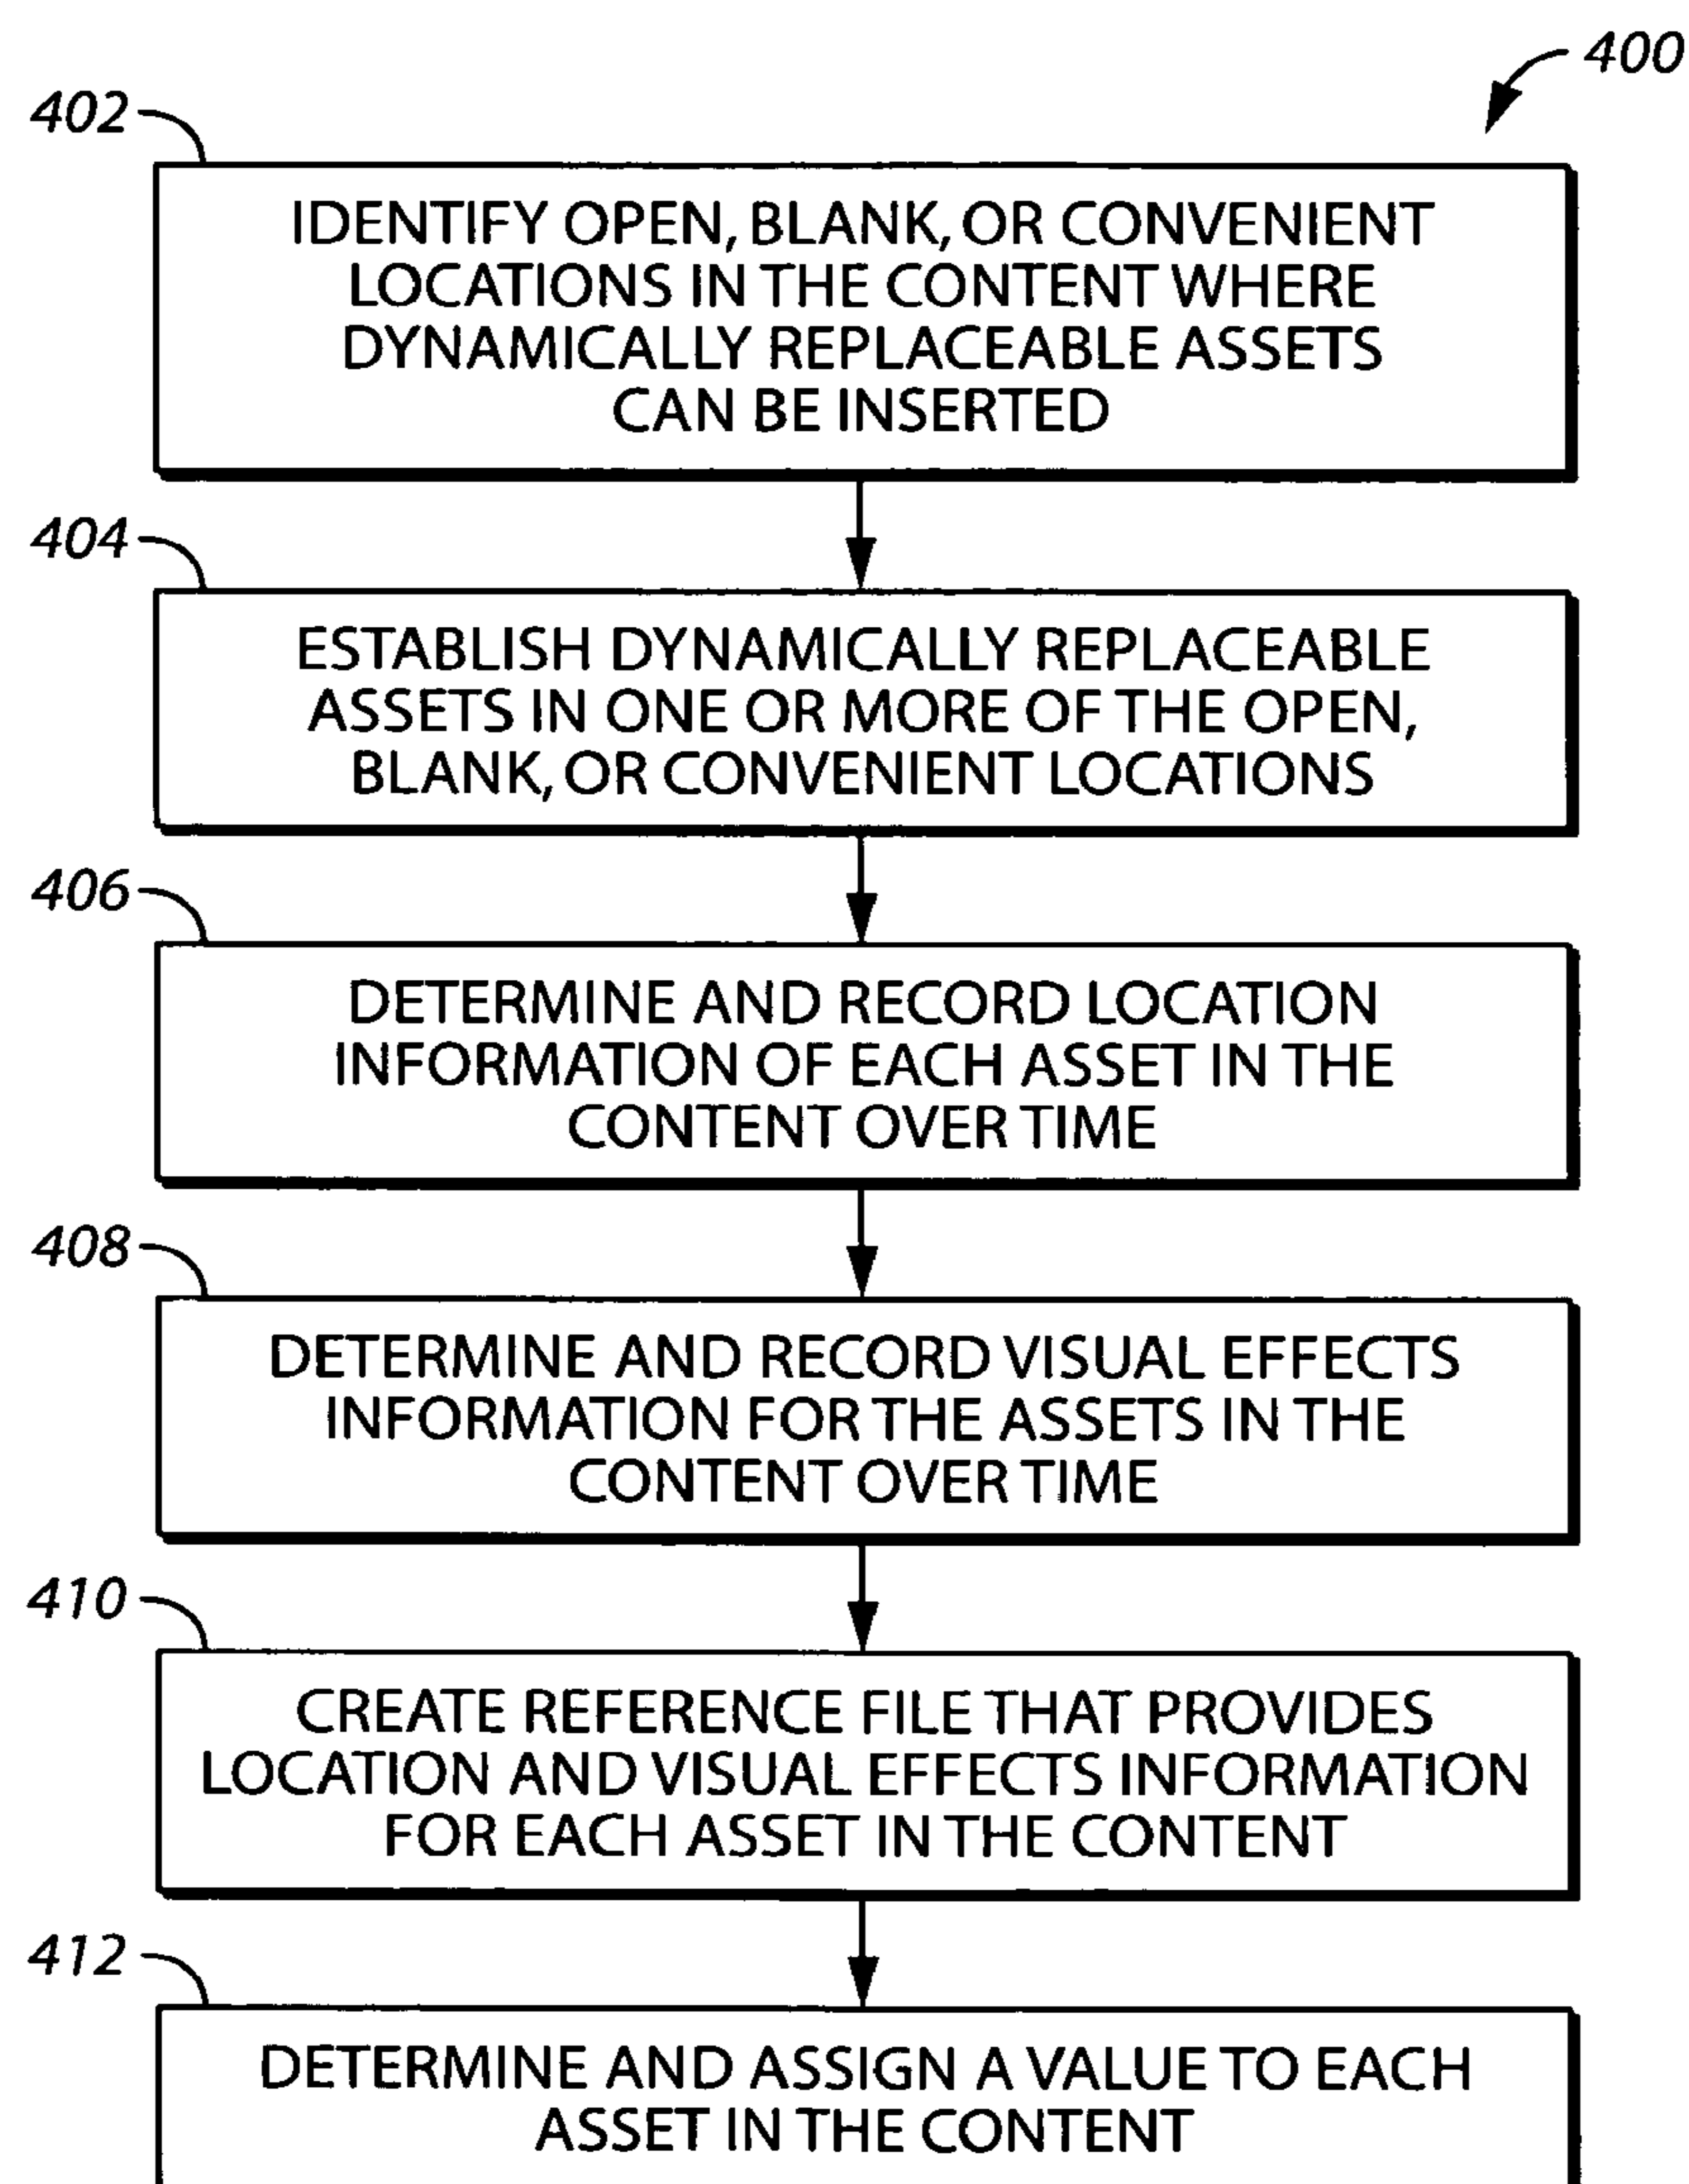 400
402
IDENTIFY OPEN, BLANK, OR CONVENIENT
LOCATIONS IN THE CONTENT WHERE
DYNAMICALLY REPLACEABLE ASSETS
CAN BE INSERTED
404
ESTABLISH DYNAMICALLY REPLACEABLE
ASSETS IN ONE OR MORE OF THE OPEN,
BLANK, OR CONVENIENT LOCATIONS
406
DETERMINE AND RECORD LOCATION
INFORMATION OF EACH ASSET IN THE
CONTENT OVER TIME
408
DETERMINE AND RECORD VISUAL EFFECTS
INFORMATION FOR THE ASSETS IN THE
CONTENT OVER TIME
410
CREATE REFERENCE FILE THAT PROVIDES
LOCATION AND VISUAL EFFECTS INFORMATION
FOR EACH ASSET IN THE CONTENT
412
DETERMINE AND ASSIGN A VALUE TO EACH
ASSET IN THE CONTENT